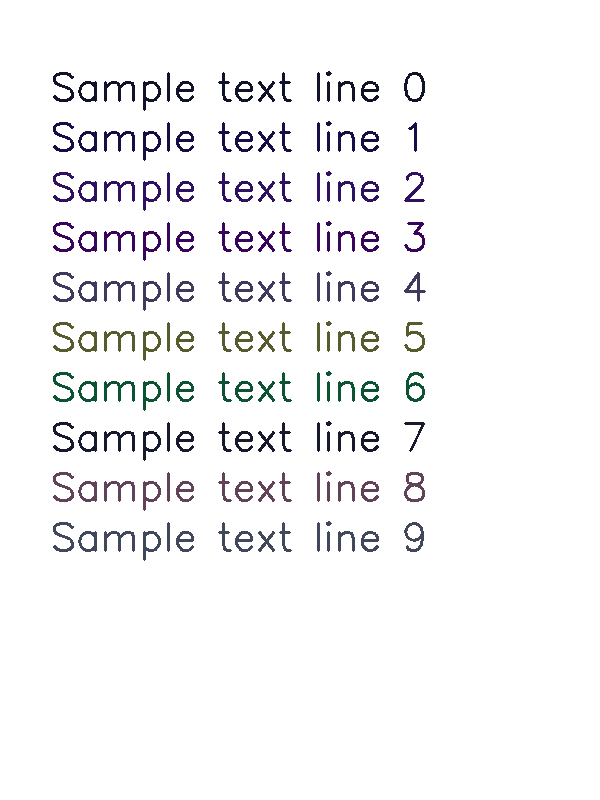 Sample text line 0
Sample text line 1
Sample text line 2
Sample text line 3
Sample text line 4
Sample text line 5
Sample text line 6
Sample text line 7
Sample text line 8
Sample text line 9